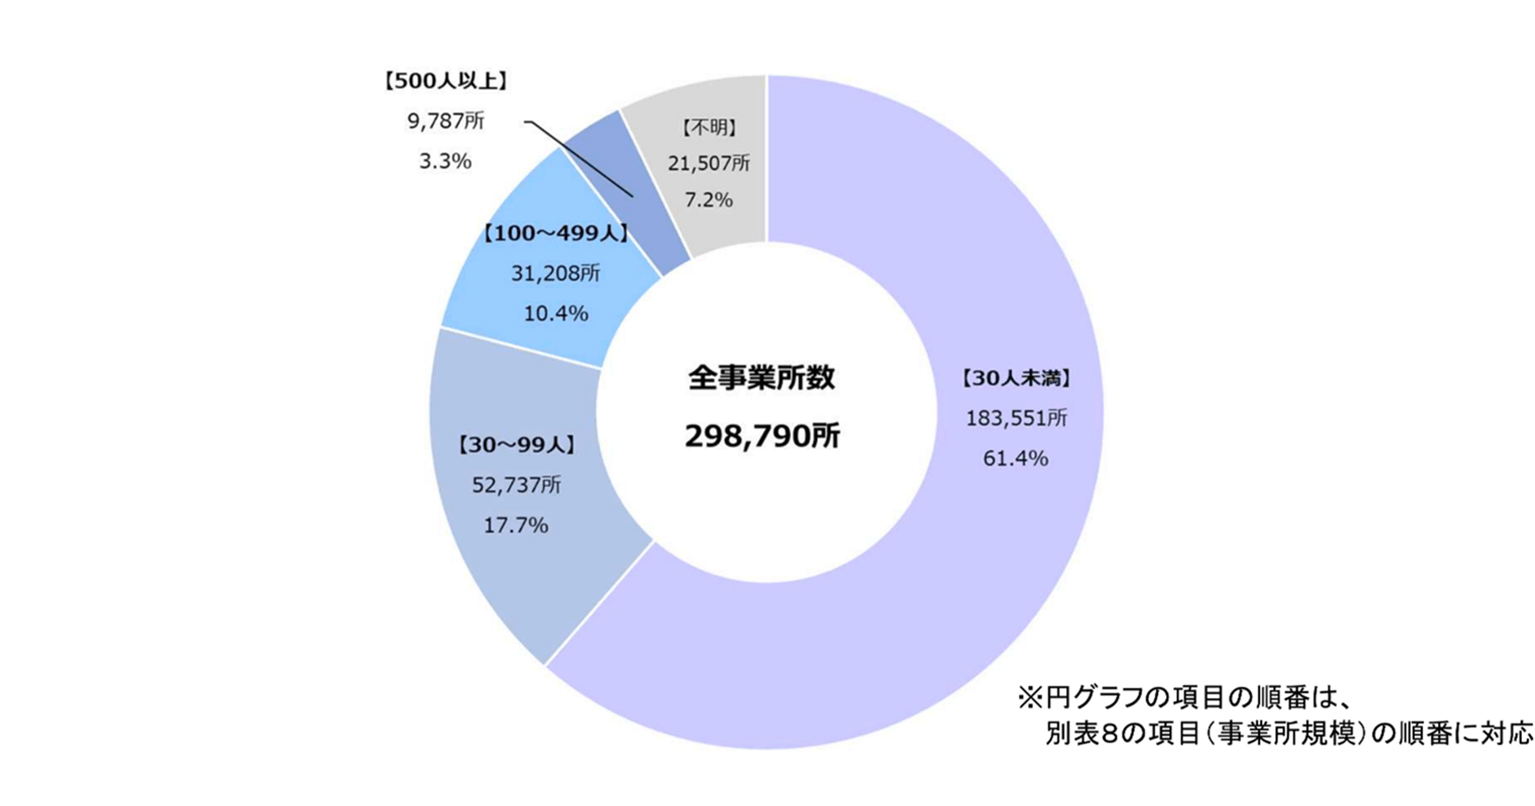 【500人以上】
9,787所
3.3%
【不明】
21,507所
7.2%
【100～499人】
31,208所
10.4%
全事業所数
298,790所
【30人未満】
183,551所
61.4%
【30～99人】
52,737所
17.7%
※円グラフの項目の順番は、
別表８の項目（事業所規模）の順番に対応